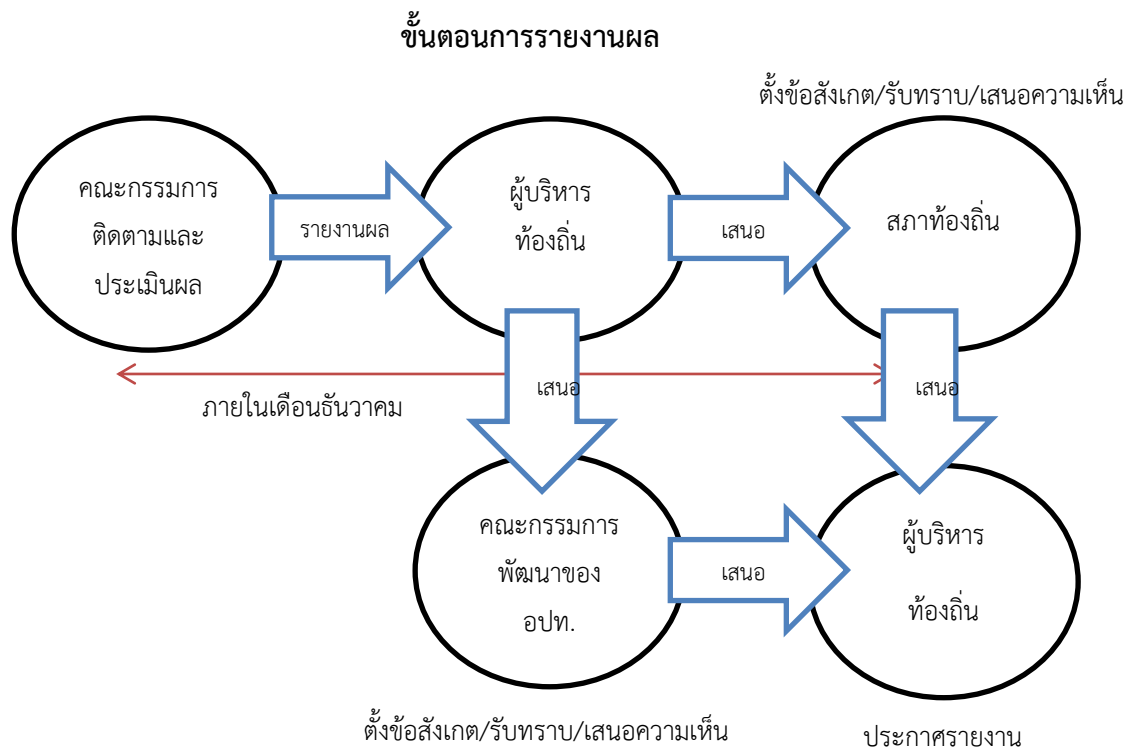 ขั้นตอนการรายงานผล
ตั้งข้อสังเกต/รับทราบ/เสนอความเห็น
คณะกรรมการ
ติดตามและ
ประเมินผล
รายงานผล
ผู้บริหาร
ท้องถิ่น
เสนอ
สภาท้องถิ่น
ภายในเดือนธันวาคม
เสนอ
เสนอ
คณะกรรมการ
พัฒนาของ
อปท.
เสนอ
ผู้บริหาร
ท้องถิ่น
ตั้งข้อสังเกต/รับทราบ/เสนอความเห็น
ประกาศรายงาน